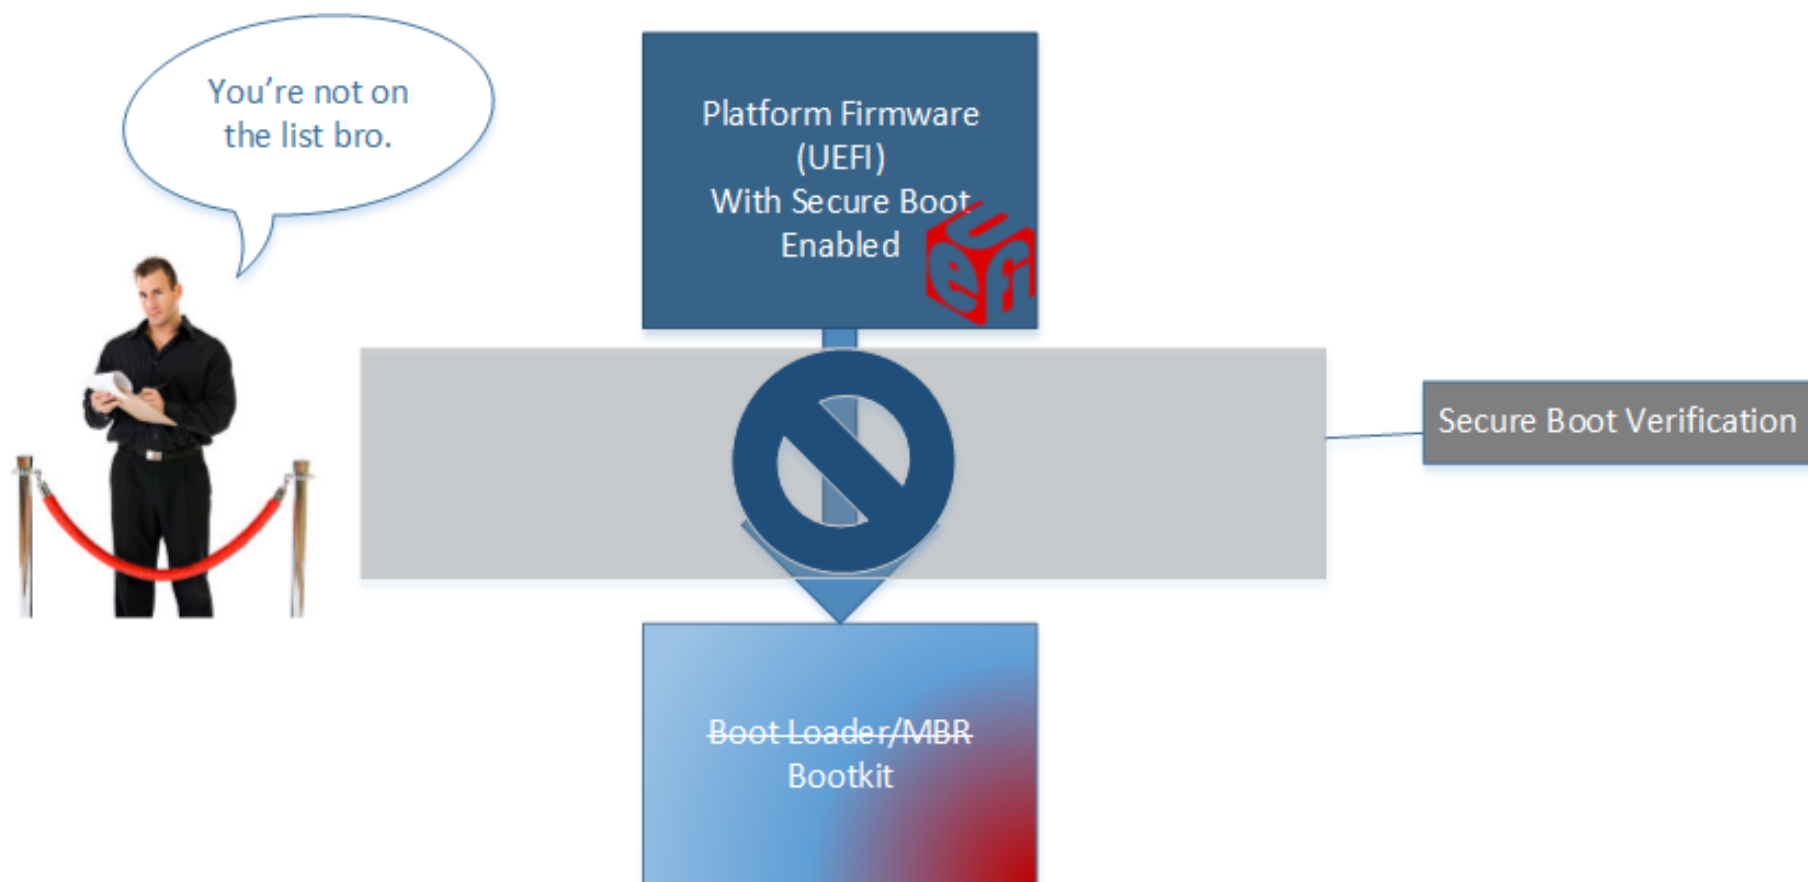 You're not on
the list bro.
Platform Firmware
(UEFI)
With Secure Boot
Enabled
UEFI
Secure Boot Verification
Boot Loader/MBR
Bootkit